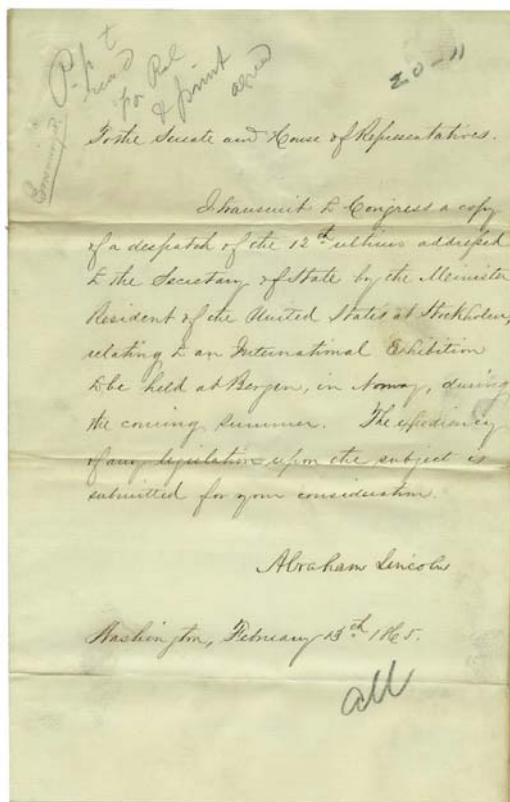 P. p t
read
for Rel
& print
agreed
20-11
To the Senate and House of Representatives.
I transmit to Congress a copy
of a despatch of the 12th ultimo addressed
to the Secretary of State by the Minister
Resident of the United States at Stockholm,
relating to an International Exhibition
to be held at Bergen, in Norway, during
the coming summer. The expediency
of any legislation upon the subject is
submitted for your consideration.
Abraham Lincoln
Washington, February 13th 1865.
all